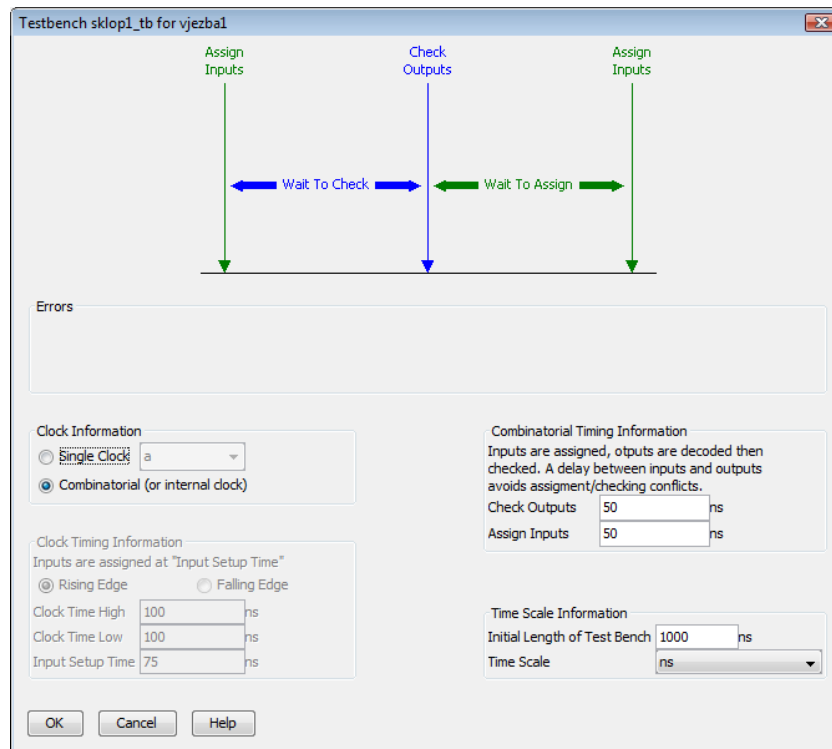 Testbench sklop1_tb for vjezba1
Assign
Inputs
Check
Outputs
Assign
Inputs
Wait To Check
Wait To Assign
Errors
Clock Information
Single Clock a
Combinatorial (or internal clock)
Clock Timing Information
Inputs are assigned at "Input Setup Time"
Rising Edge Falling Edge
Clock Time High 100 ns
Clock Time Low 100 ns
Input Setup Time 75 ns
Combinatorial Timing Information
Inputs are assigned, otputs are decoded then
checked. A delay between inputs and outputs
avoids assigment/checking conflicts.
Check Outputs 50 ns
Assign Inputs 50 ns
Time Scale Information
Initial Length of Test Bench 1000 ns
Time Scale ns
OK Cancel Help